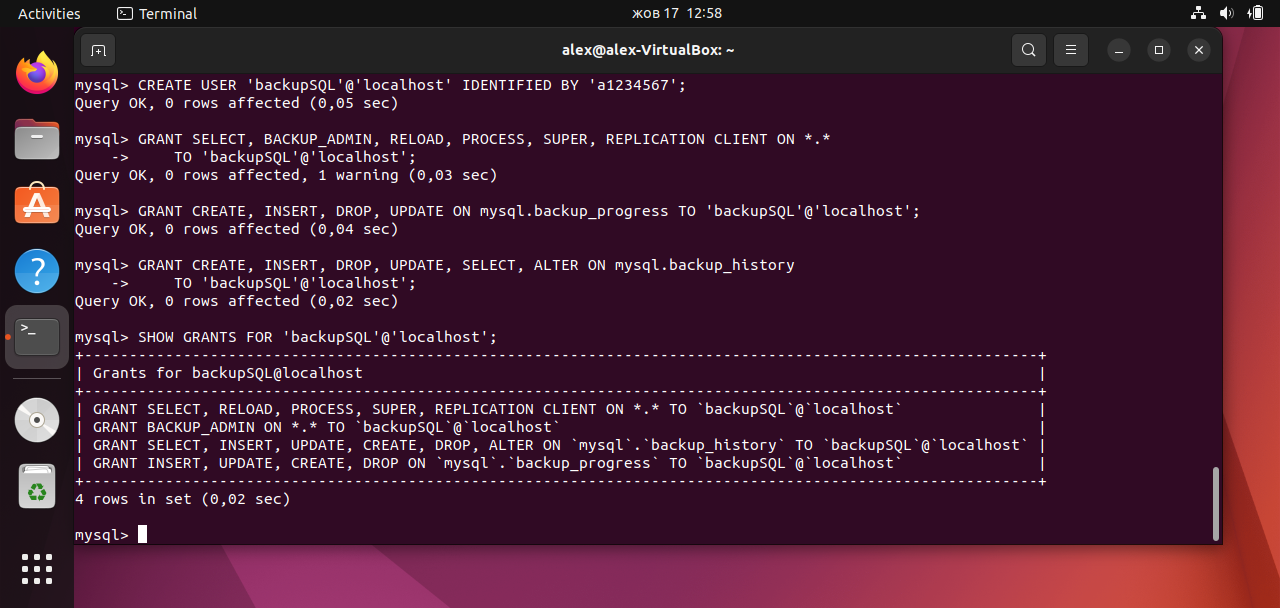 Activities
Terminal
жов 17 12:58
alex@alex-VirtualBox: ~
mysql> CREATE USER 'backupSQL'@'localhost' IDENTIFIED BY 'a1234567';
Query OK, 0 rows affected (0,05 sec)
mysql> GRANT SELECT, BACKUP_ADMIN, RELOAD, PROCESS, SUPER, REPLICATION CLIENT ON *.*
    ->     TO 'backupSQL'@'localhost';
Query OK, 0 rows affected, 1 warning (0,03 sec)
mysql> GRANT CREATE, INSERT, DROP, UPDATE ON mysql.backup_progress TO 'backupSQL'@'localhost';
Query OK, 0 rows affected (0,04 sec)
mysql> GRANT CREATE, INSERT, DROP, UPDATE, SELECT, ALTER ON mysql.backup_history
    ->     TO 'backupSQL'@'localhost';
Query OK, 0 rows affected (0,02 sec)
mysql> SHOW GRANTS FOR 'backupSQL'@'localhost';
+----------------------------------------------------------------------------------------------------------+
| Grants for backupSQL@localhost                                                                           |
+----------------------------------------------------------------------------------------------------------+
| GRANT SELECT, RELOAD, PROCESS, SUPER, REPLICATION CLIENT ON *.* TO `backupSQL`@`localhost`               |
| GRANT BACKUP_ADMIN ON *.* TO `backupSQL`@`localhost`                                                     |
| GRANT SELECT, INSERT, UPDATE, CREATE, DROP, ALTER ON `mysql`.`backup_history` TO `backupSQL`@`localhost` |
| GRANT INSERT, UPDATE, CREATE, DROP ON `mysql`.`backup_progress` TO `backupSQL`@`localhost`               |
+----------------------------------------------------------------------------------------------------------+
4 rows in set (0,02 sec)
mysql>